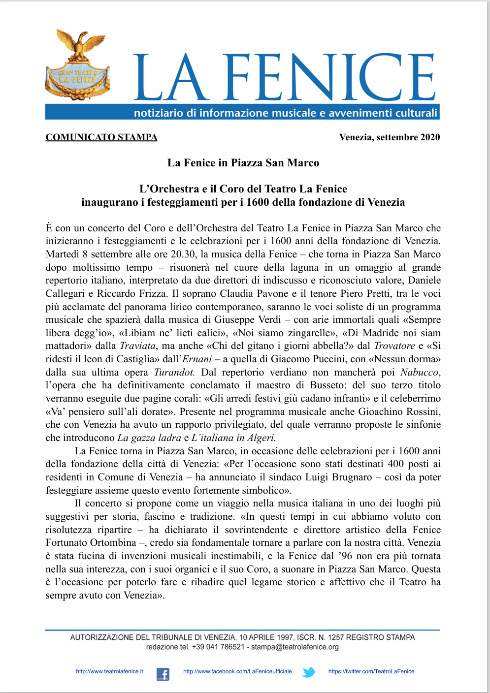 GRAN TEATRO
LA FENICE
LA FENICE
notiziario di informazione musicale e avvenimenti culturali
COMUNICATO STAMPA Venezia, settembre 2020
La Fenice in Piazza San Marco
L'Orchestra e il Coro del Teatro La Fenice
inaugurano i festeggiamenti per i 1600 della fondazione di Venezia
È con un concerto del Coro e dell'Orchestra del Teatro La Fenice in Piazza San Marco che
inizieranno i festeggiamenti e le celebrazioni per i 1600 anni della fondazione di Venezia.
Martedì 8 settembre alle ore 20.30, la musica della Fenice – che torna in Piazza San Marco
dopo moltissimo tempo – risuonerà nel cuore della laguna in un omaggio al grande
repertorio italiano, interpretato da due direttori di indiscusso e riconosciuto valore, Daniele
Callegari e Riccardo Frizza. Il soprano Claudia Pavone e il tenore Piero Pretti, tra le voci
più acclamate del panorama lirico contemporaneo, saranno le voci soliste di un programma
musicale che spazierà dalla musica di Giuseppe Verdi – con arie immortali quali «Sempre
libera degg'io», «Libiam ne' lieti calici», «Noi siamo zingarelle», «Di Madride noi siam
mattadori» dalla Traviata, ma anche «Chi del gitano i giorni abbella?» dal Trovatore e «Si
ridesti il leon di Castiglia» dall'Ernani – a quella di Giacomo Puccini, con «Nessun dorma»
dalla sua ultima opera Turandot. Dal repertorio verdiano non mancherà poi Nabucco,
l'opera che ha definitivamente conclamato il maestro di Busseto: del suo terzo titolo
verranno eseguite due pagine corali: «Gli arredi festivi giù cadano infranti» e il celeberrimo
«Va' pensiero sull'ali dorate». Presente nel programma musicale anche Gioachino Rossini,
che con Venezia ha avuto un rapporto privilegiato, del quale verranno proposte le sinfonie
che introducono La gazza ladra e L'italiana in Algeri.
La Fenice torna in Piazza San Marco, in occasione delle celebrazioni per i 1600
della fondazione della città di Venezia: «Per l'occasione sono stati destinati 400 posti ai
residenti in Comune di Venezia – ha annunciato il sindaco Luigi Brugnaro – così da poter
festeggiare assieme questo evento fortemente simbolico».
Il concerto si propone come un viaggio nella musica italiana in uno dei luoghi più
suggestivi per storia, fascino e tradizione. «In questi tempi in cui abbiamo voluto con
risolutezza ripartire – ha dichiarato il sovrintendente e direttore artistico della Fenice
Fortunato Ortombina –, credo sia fondamentale tornare a parlare con la nostra città. Venezia
è stata fucina di invenzioni musicali inestimabili, e la Fenice dal '96 non era più tornata
nella sua interezza, con i suoi organici e il suo Coro, a suonare in Piazza San Marco. Questa
è l'occasione per poterlo fare e ribadire quel legame storico e affettivo che il Teatro ha
sempre avuto con Venezia».
AUTORIZZAZIONE DEL TRIBUNALE DI VENEZIA, 10 APRILE 1997, ISCR. N. 1257 REGISTRO STAMPA
redazione tel. +39 041 786521 - stampa@teatrolafenice.org
http://www.teatrolafenice.it http://www.facebook.com/LaFeniceufficiale https://twitter.com/TeatroLaFenice